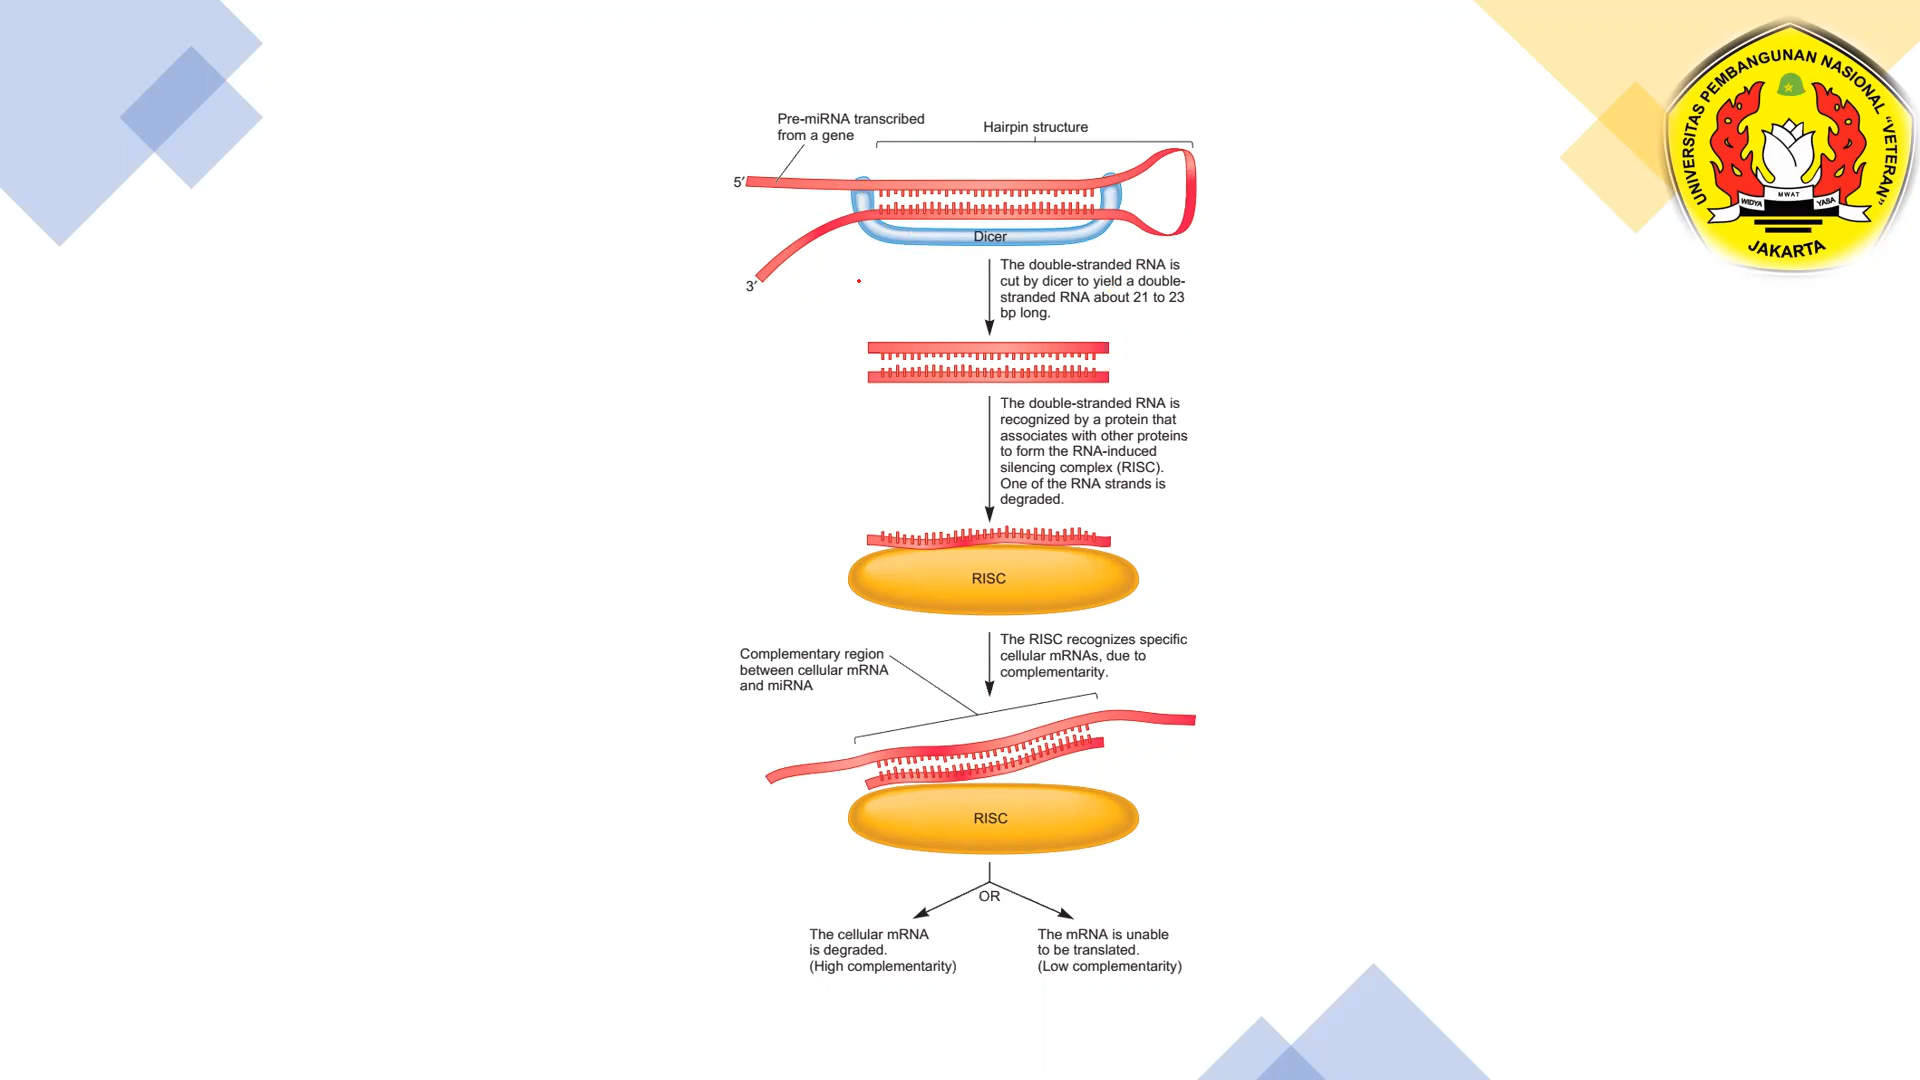 Pre-miRNA transcribed
from a gene
Hairpin structure
5′
3′
Dicer
The double-stranded RNA is
cut by dicer to yield a double-
stranded RNA about 21 to 23
bp long.
The double-stranded RNA is
recognized by a protein that
associates with other proteins
to form the RNA-induced
silencing complex (RISC).
One of the RNA strands is
degraded.
RISC
The RISC recognizes specific
cellular mRNAs, due to
complementarity.
Complementary region
between cellular mRNA
and miRNA
RISC
OR
The cellular mRNA
is degraded.
(High complementarity)
The mRNA is unable
to be translated.
(Low complementarity)
UNIVERSITAS PEMBANGUNAN NASIONAL "VETERAN"
MWAT
WIDYA
YASA
JAKARTA